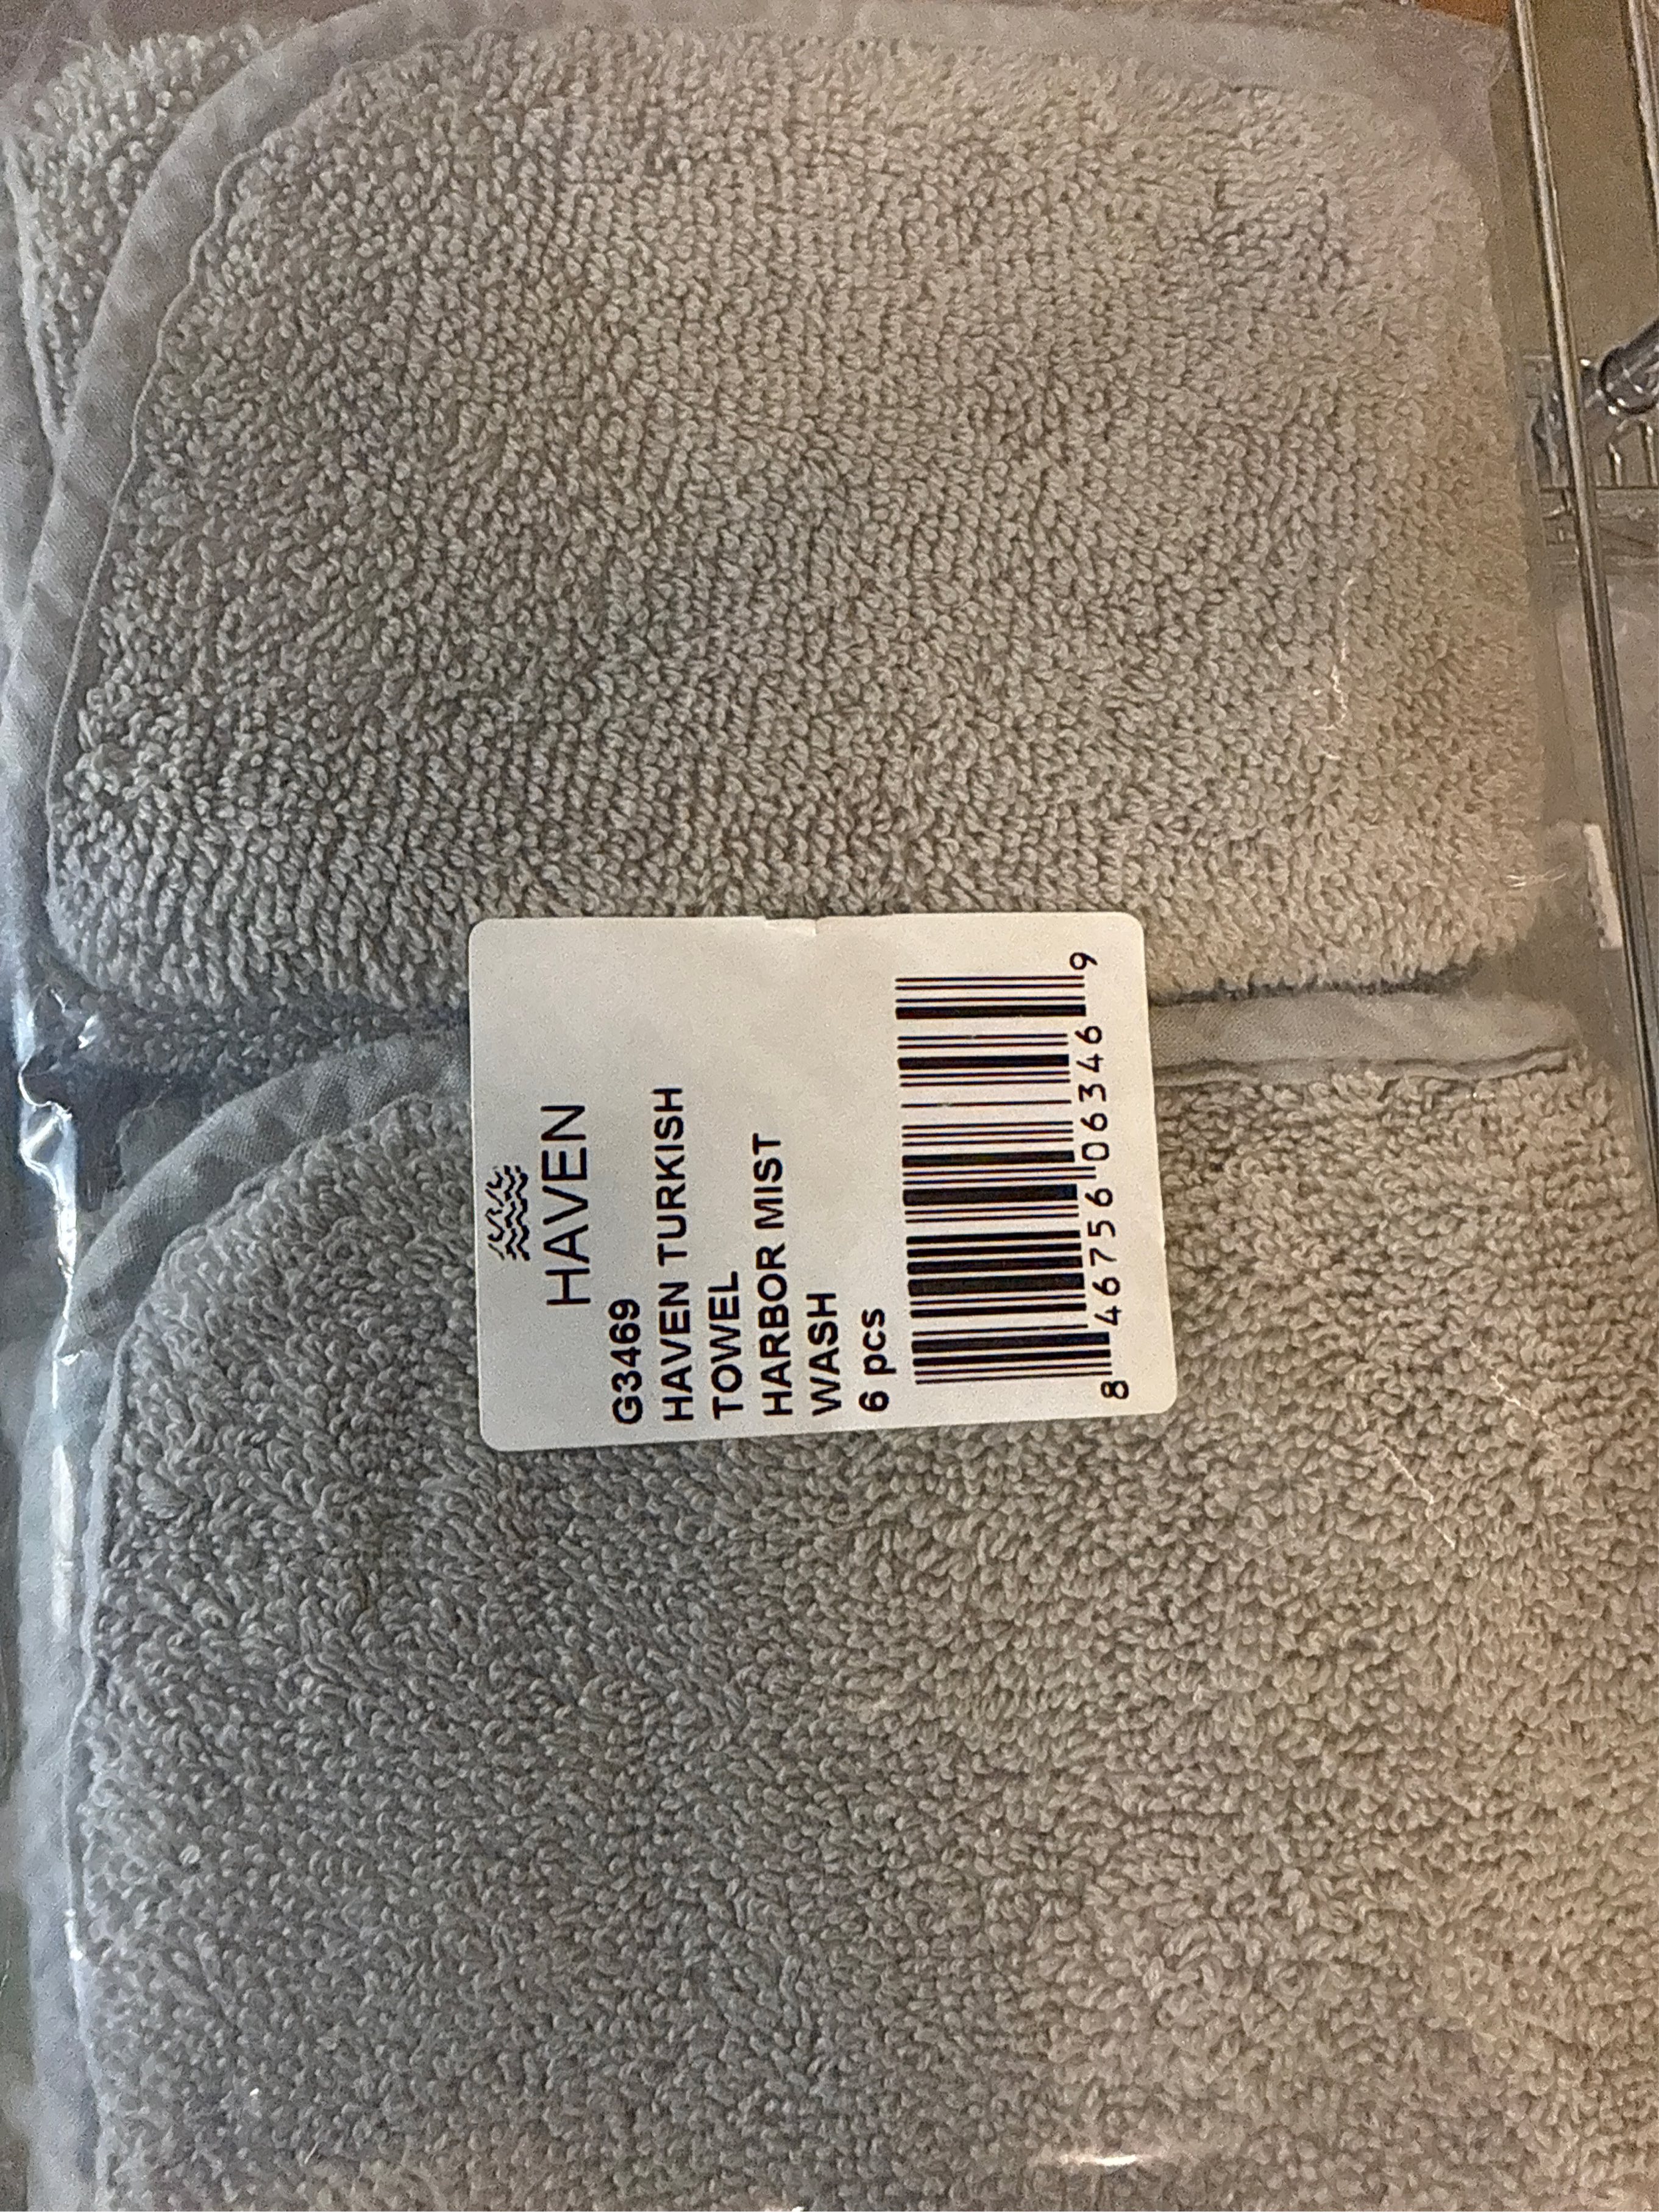 HAVEN
G3469
HAVEN TURKISH
TOWEL
HARBOR MIST
WASH
6 pcs
8 46756 06346 9